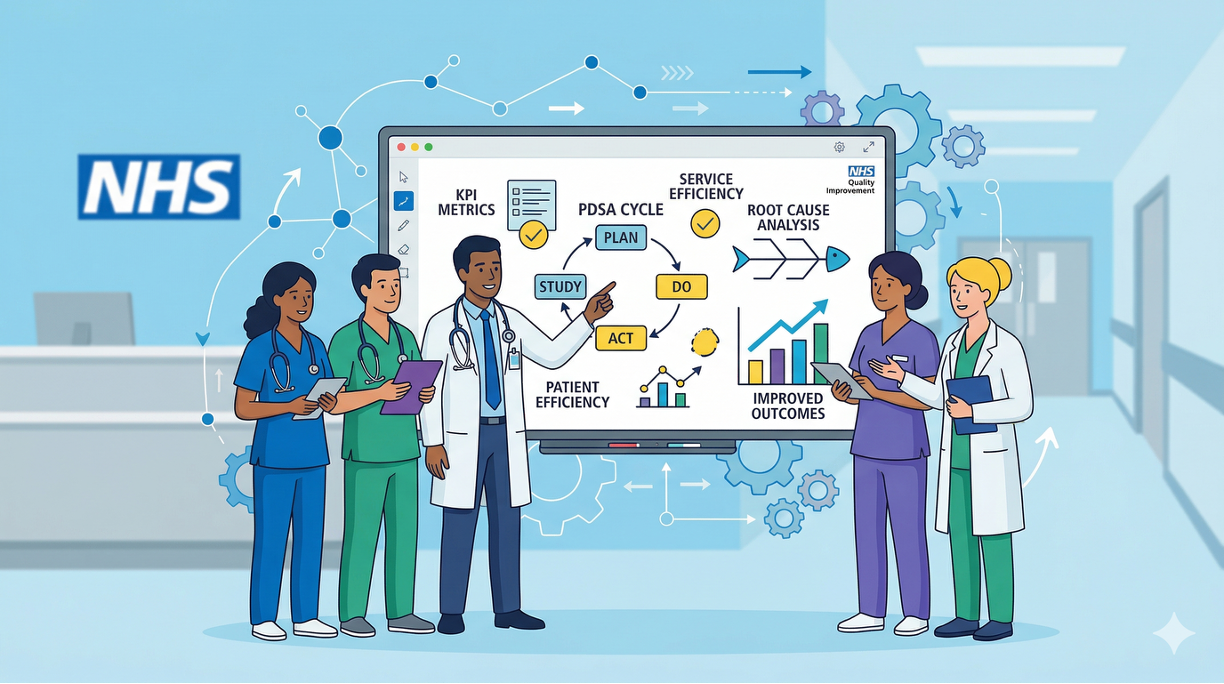 NHS
NHS
Quality
Improvement
KPI
METRICS
SERVICE
EFFICIENCY
PDSA CYCLE
ROOT CAUSE
ANALYSIS
PLAN
STUDY
DO
ACT
PATIENT
EFFICIENCY
IMPROVED
OUTCOMES